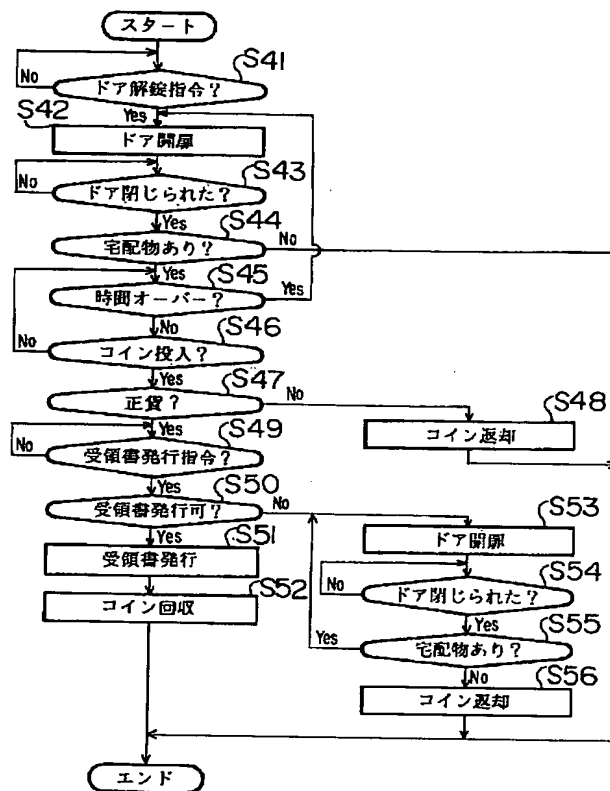 スタート
S41
No
ドア解錠指令?
S42
Yes
ドア開扉
S43
No
ドア閉じられた?
Yes
S44
宅配物あり?
No
Yes
S45
時間オーバー?
Yes
No
S46
No
コイン投入?
Yes
S47
正貨?
No
S48
コイン返却
Yes
S49
No
受領書発行指令?
Yes
S50
受領書発行可?
No
S53
ドア開扉
Yes
S51
受領書発行
S54
No
ドア閉じられた?
S52
コイン回収
Yes
S55
Yes
宅配物あり?
No
S56
コイン返却
エンド